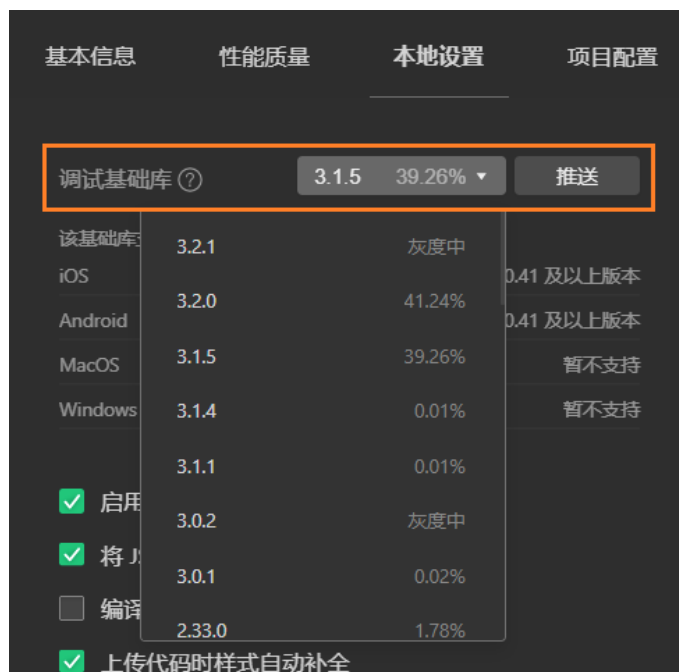 基本信息 性能质量 本地设置 项目配置
调试基础库 ? 3.1.5 39.26% 推送
该基础库
3.2.1 灰度中
iOS 0.41 及以上版本
3.2.0 41.24%
Android 0.41 及以上版本
3.1.5 39.26%
MacOS 暂不支持
3.1.4 0.01%
Windows 暂不支持
3.1.1 0.01%
启用
3.0.2 灰度中
将 J
3.0.1 0.02%
编译
2.33.0 1.78%
上传代码时样式自动补全